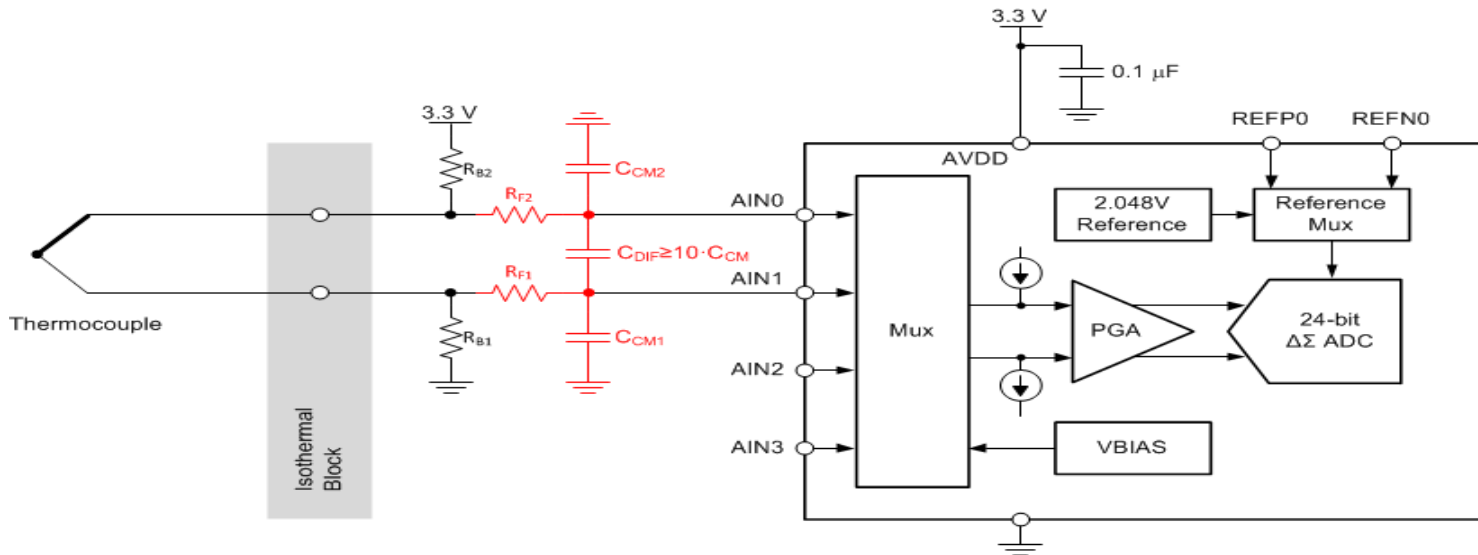 3.3 V
0.1 μF
3.3 V
REFP0
REFN0
AVDD
RB2
CCM2
RF2
AIN0
2.048V
Reference
Reference
Mux
CDIF≥10·CCM
RF1
AIN1
Thermocouple
Mux
PGA
24-bit
ΔΣ ADC
RB1
CCM1
AIN2
AIN3
VBIAS
Isothermal
Block